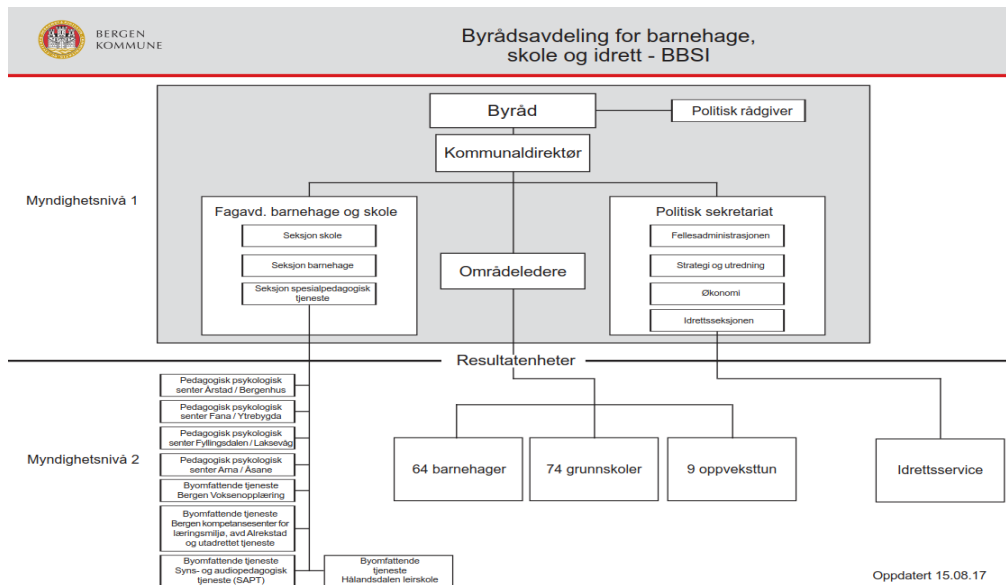 BERGEN
KOMMUNE
Byrådsavdeling for barnehage,
skole og idrett - BBSI
Byråd
Politisk rådgiver
Kommunaldirektør
Myndighetsnivå 1
Fagavd. barnehage og skole
Seksjon skole
Seksjon barnehage
Seksjon spesialpedagogisk
tjeneste
Områdeledere
Politisk sekretariat
Fellesadministrasjonen
Strategi og utredning
Økonomi
Idrettsseksjonen
Resultatenheter
Myndighetsnivå 2
Pedagogisk psykologisk
senter Årstad / Bergenhus
Pedagogisk psykologisk
senter Fana / Ytrebygda
Pedagogisk psykologisk
senter Fyllingsdalen / Laksevåg
Pedagogisk psykologisk
senter Arna / Åsane
Byomfattende tjeneste
Bergen Voksenopplæring
Byomfattende tjeneste
Bergen kompetansesenter for
læringsmiljø, avd Alrekstad
og utadrettet tjeneste
Byomfattende tjeneste
Syns- og audiopedagogisk
tjeneste (SAPT)
Byomfattende
tjeneste
Hålandsdalen leirskole
64 barnehager
74 grunnskoler
9 oppveksttun
Idrettsservice
Oppdatert 15.08.17